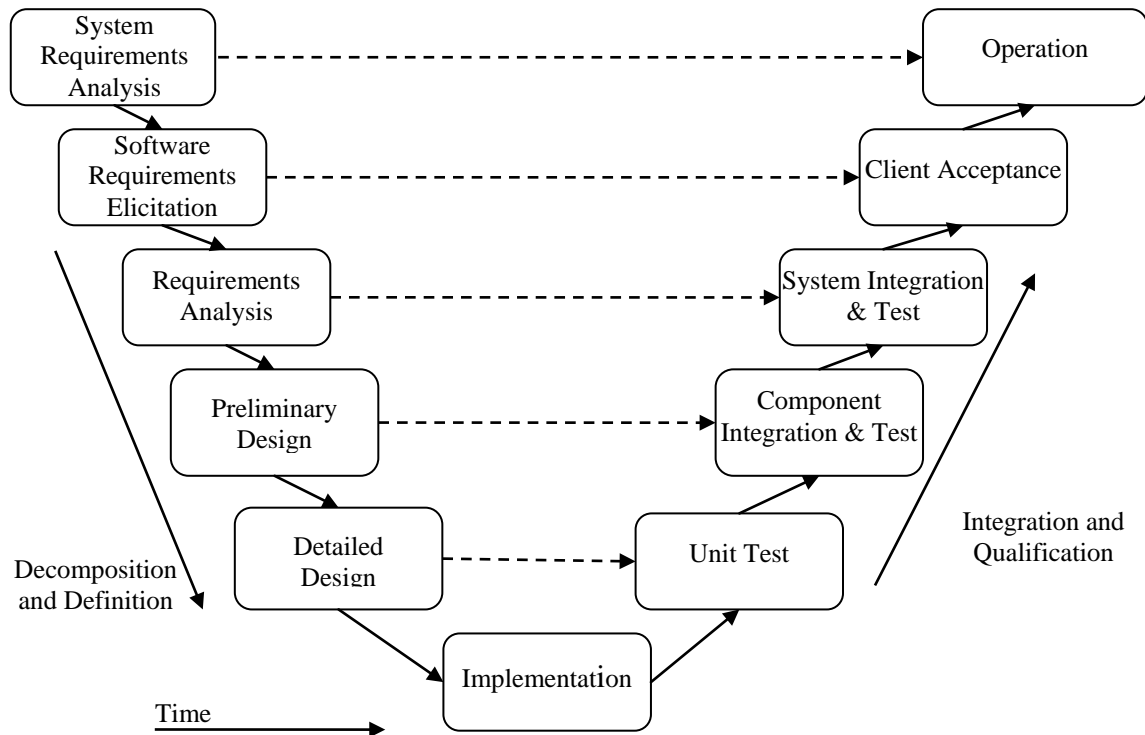 System
Requirements
Analysis
Operation
Software
Requirements
Elicitation
Client Acceptance
Requirements
Analysis
System Integration
& Test
Preliminary
Design
Component
Integration & Test
Detailed
Design
Unit Test
Integration and
Qualification
Decomposition
and Definition
Implementation
Time